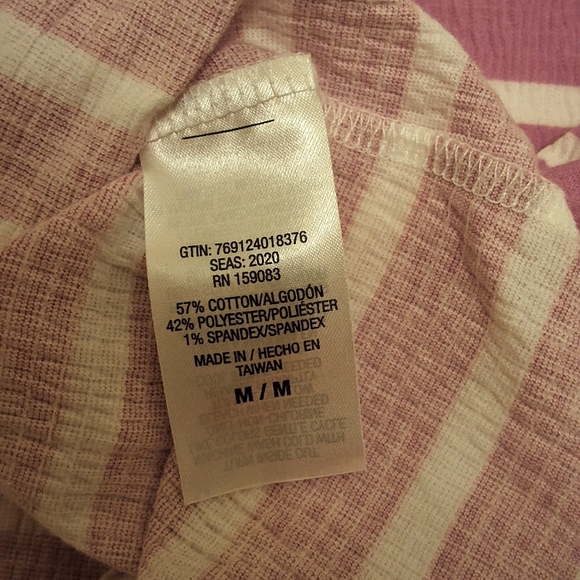 GTIN: 769124018376
SEAS: 2020
RN 159083
57% COTTON/ALGODÓN
42% POLYESTER/POLIÉSTER
1% SPANDEX/SPANDEX
MADE IN / HECHO EN
TAIWAN
M / M